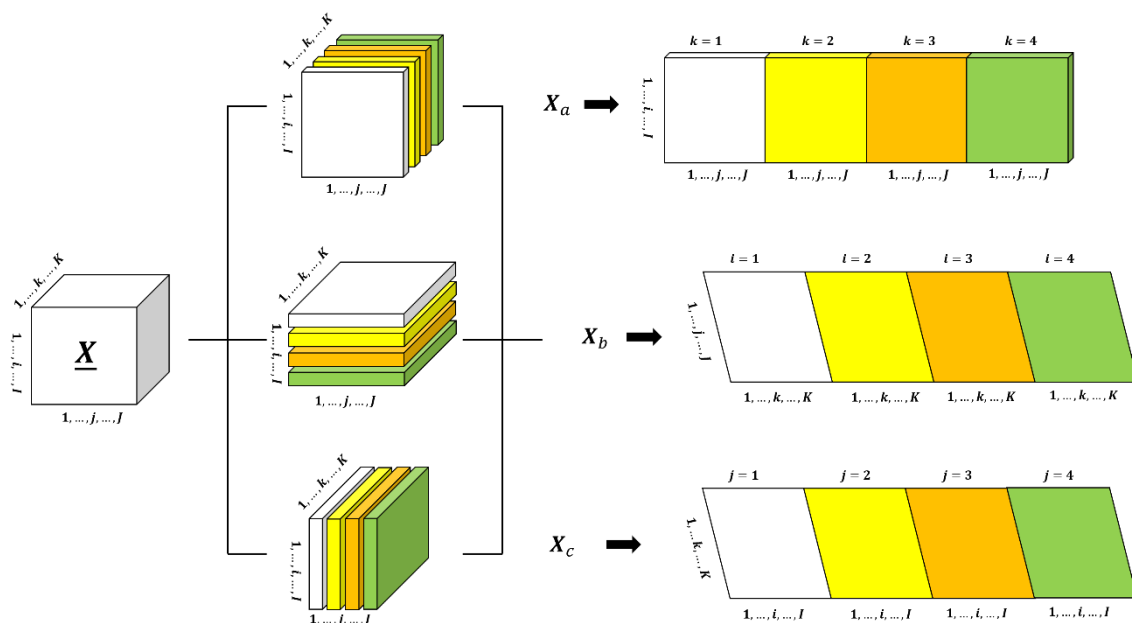 1, ..., k, ..., K
1, ..., i, ..., I
1, ..., j, ..., J
X_a
k = 1
k = 2
k = 3
k = 4
1, ..., i, ..., I
1, ..., j, ..., J
1, ..., j, ..., J
1, ..., j, ..., J
1, ..., j, ..., J
1, ..., k, ..., K
1, ..., i, ..., I
X
1, ..., j, ..., J
1, ..., k, ..., K
1, ..., i, ..., I
1, ..., j, ..., J
X_b
i = 1
i = 2
i = 3
i = 4
1, ..., j, ..., J
1, ..., k, ..., K
1, ..., k, ..., K
1, ..., k, ..., K
1, ..., k, ..., K
1, ..., k, ..., K
1, ..., i, ..., I
1, ..., j, ..., J
X_c
j = 1
j = 2
j = 3
j = 4
1, ..., k, ..., K
1, ..., i, ..., I
1, ..., i, ..., I
1, ..., i, ..., I
1, ..., i, ..., I